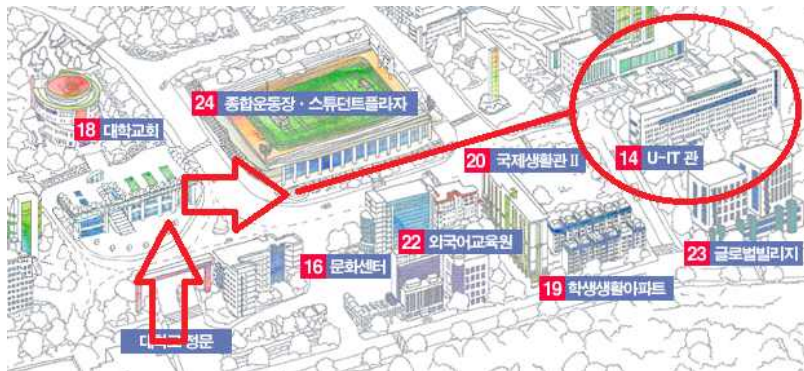 24 종합운동장·스튜던트플라자
18 대학교회
20 국제생활관 II
14 U-IT 관
22 외국어교육원
16 문화센터
23 글로벌빌리지
19 학생생활아파트
정문